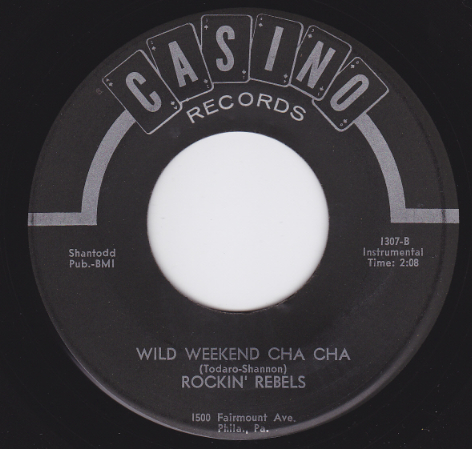 CASINO
RECORDS
Shantodd
Pub.-BMI
1307-B
Instrumental
Time: 2:08
WILD WEEKEND CHA CHA
(Todaro-Shannon)
ROCKIN' REBELS
1500 Fairmount Ave.
Phila., Pa.